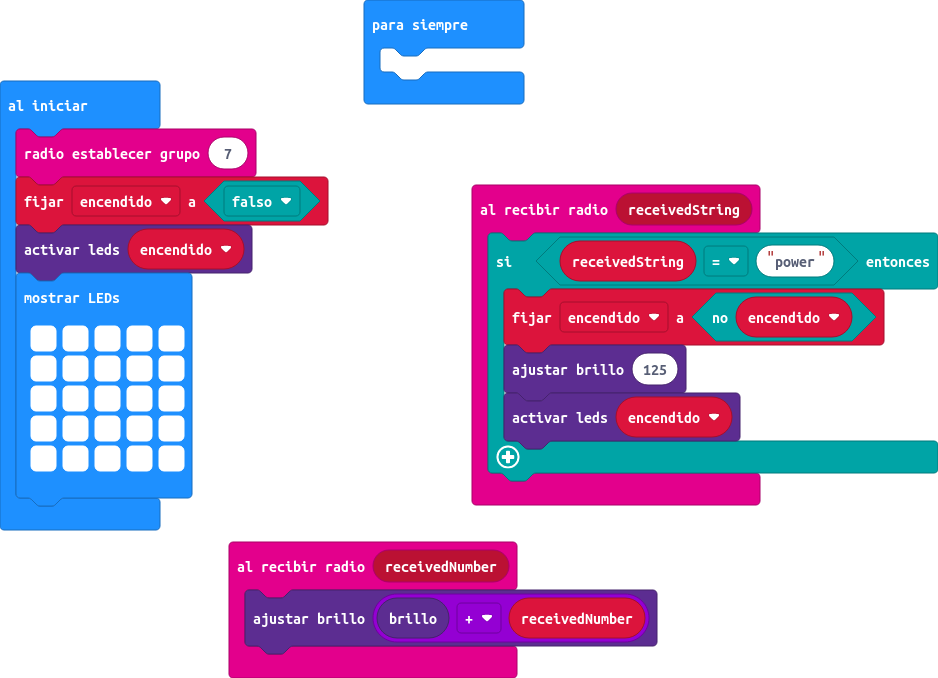 para siempre
al iniciar
radio establecer grupo 7
fijar encendido a falso
activar leds encendido
mostrar LEDs
al recibir radio receivedString
si receivedString = "power" entonces
fijar encendido a no encendido
ajustar brillo 125
activar leds encendido
al recibir radio receivedNumber
ajustar brillo brillo + receivedNumber